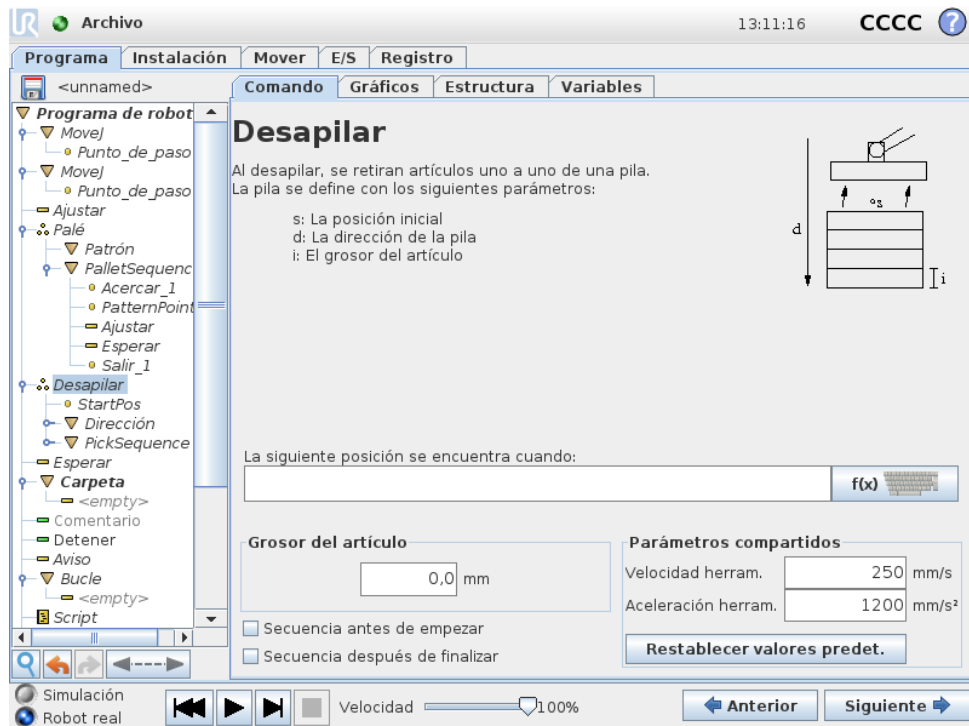 UR Archivo 13:11:16 CCCC ?
Programa Instalación Mover E/S Registro
<unnamed> Comando Gráficos Estructura Variables
Programa de robot
MoveJ
Punto_de_paso
MoveJ
Punto_de_paso
Ajustar
Palé
Patrón
PalletSequenc
Acercar_1
PatternPoint
Ajustar
Esperar
Salir_1
Desapilar
StartPos
Dirección
PickSequence
Esperar
Carpeta
<empty>
Comentario
Detener
Aviso
Bucle
<empty>
Script
Desapilar
Al desapilar, se retiran artículos uno a uno de una pila.
La pila se define con los siguientes parámetros:
s: La posición inicial
d: La dirección de la pila
i: El grosor del artículo
s
d
i
La siguiente posición se encuentra cuando:
f(x)
Grosor del artículo
0,0 mm
Secuencia antes de empezar
Secuencia después de finalizar
Parámetros compartidos
Velocidad herram. 250 mm/s
Aceleración herram. 1200 mm/s²
Restablecer valores predet.
Simulación
Robot real
Velocidad 100%
Anterior Siguiente